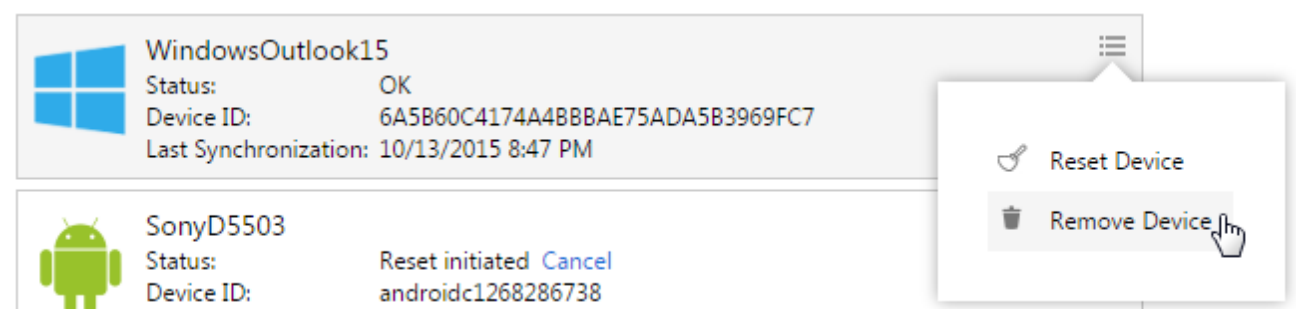 WindowsOutlook15
Status: OK
Device ID: 6A5B60C4174A4BBBAE75ADA5B3969FC7
Last Synchronization: 10/13/2015 8:47 PM
Reset Device
Remove Device
SonyD5503
Status: Reset initiated Cancel
Device ID: androidc1268286738